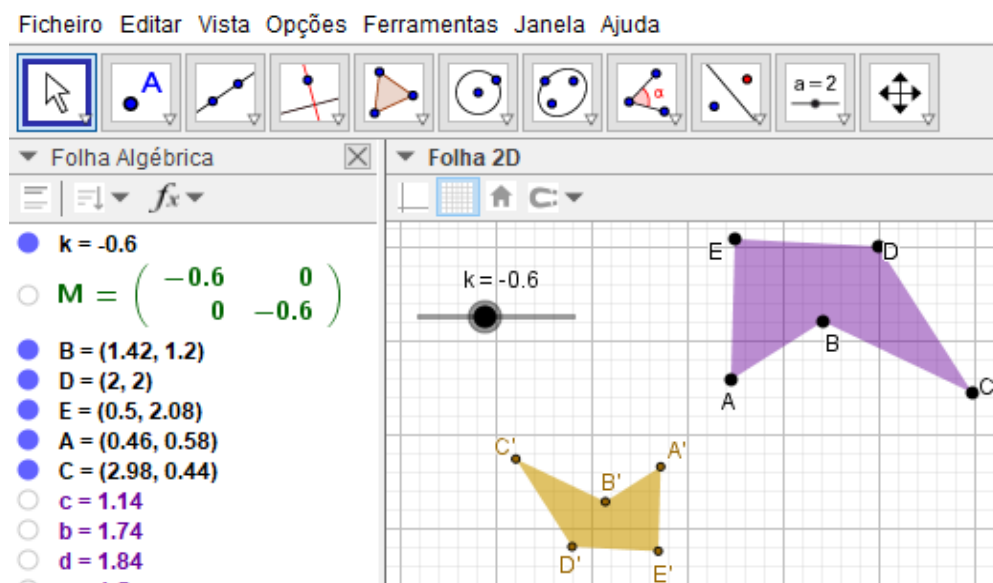 Ficheiro Editar Vista Opções Ferramentas Janela Ajuda
A
α
a = 2
Folha Algébrica
Folha 2D
fx
k = -0.6
M = ( −0.6 0
0 −0.6 )
B = (1.42, 1.2)
D = (2, 2)
E = (0.5, 2.08)
A = (0.46, 0.58)
C = (2.98, 0.44)
c = 1.14
b = 1.74
d = 1.84
k = -0.6
E
D
B
C
A
C'
A'
B'
D'
E'